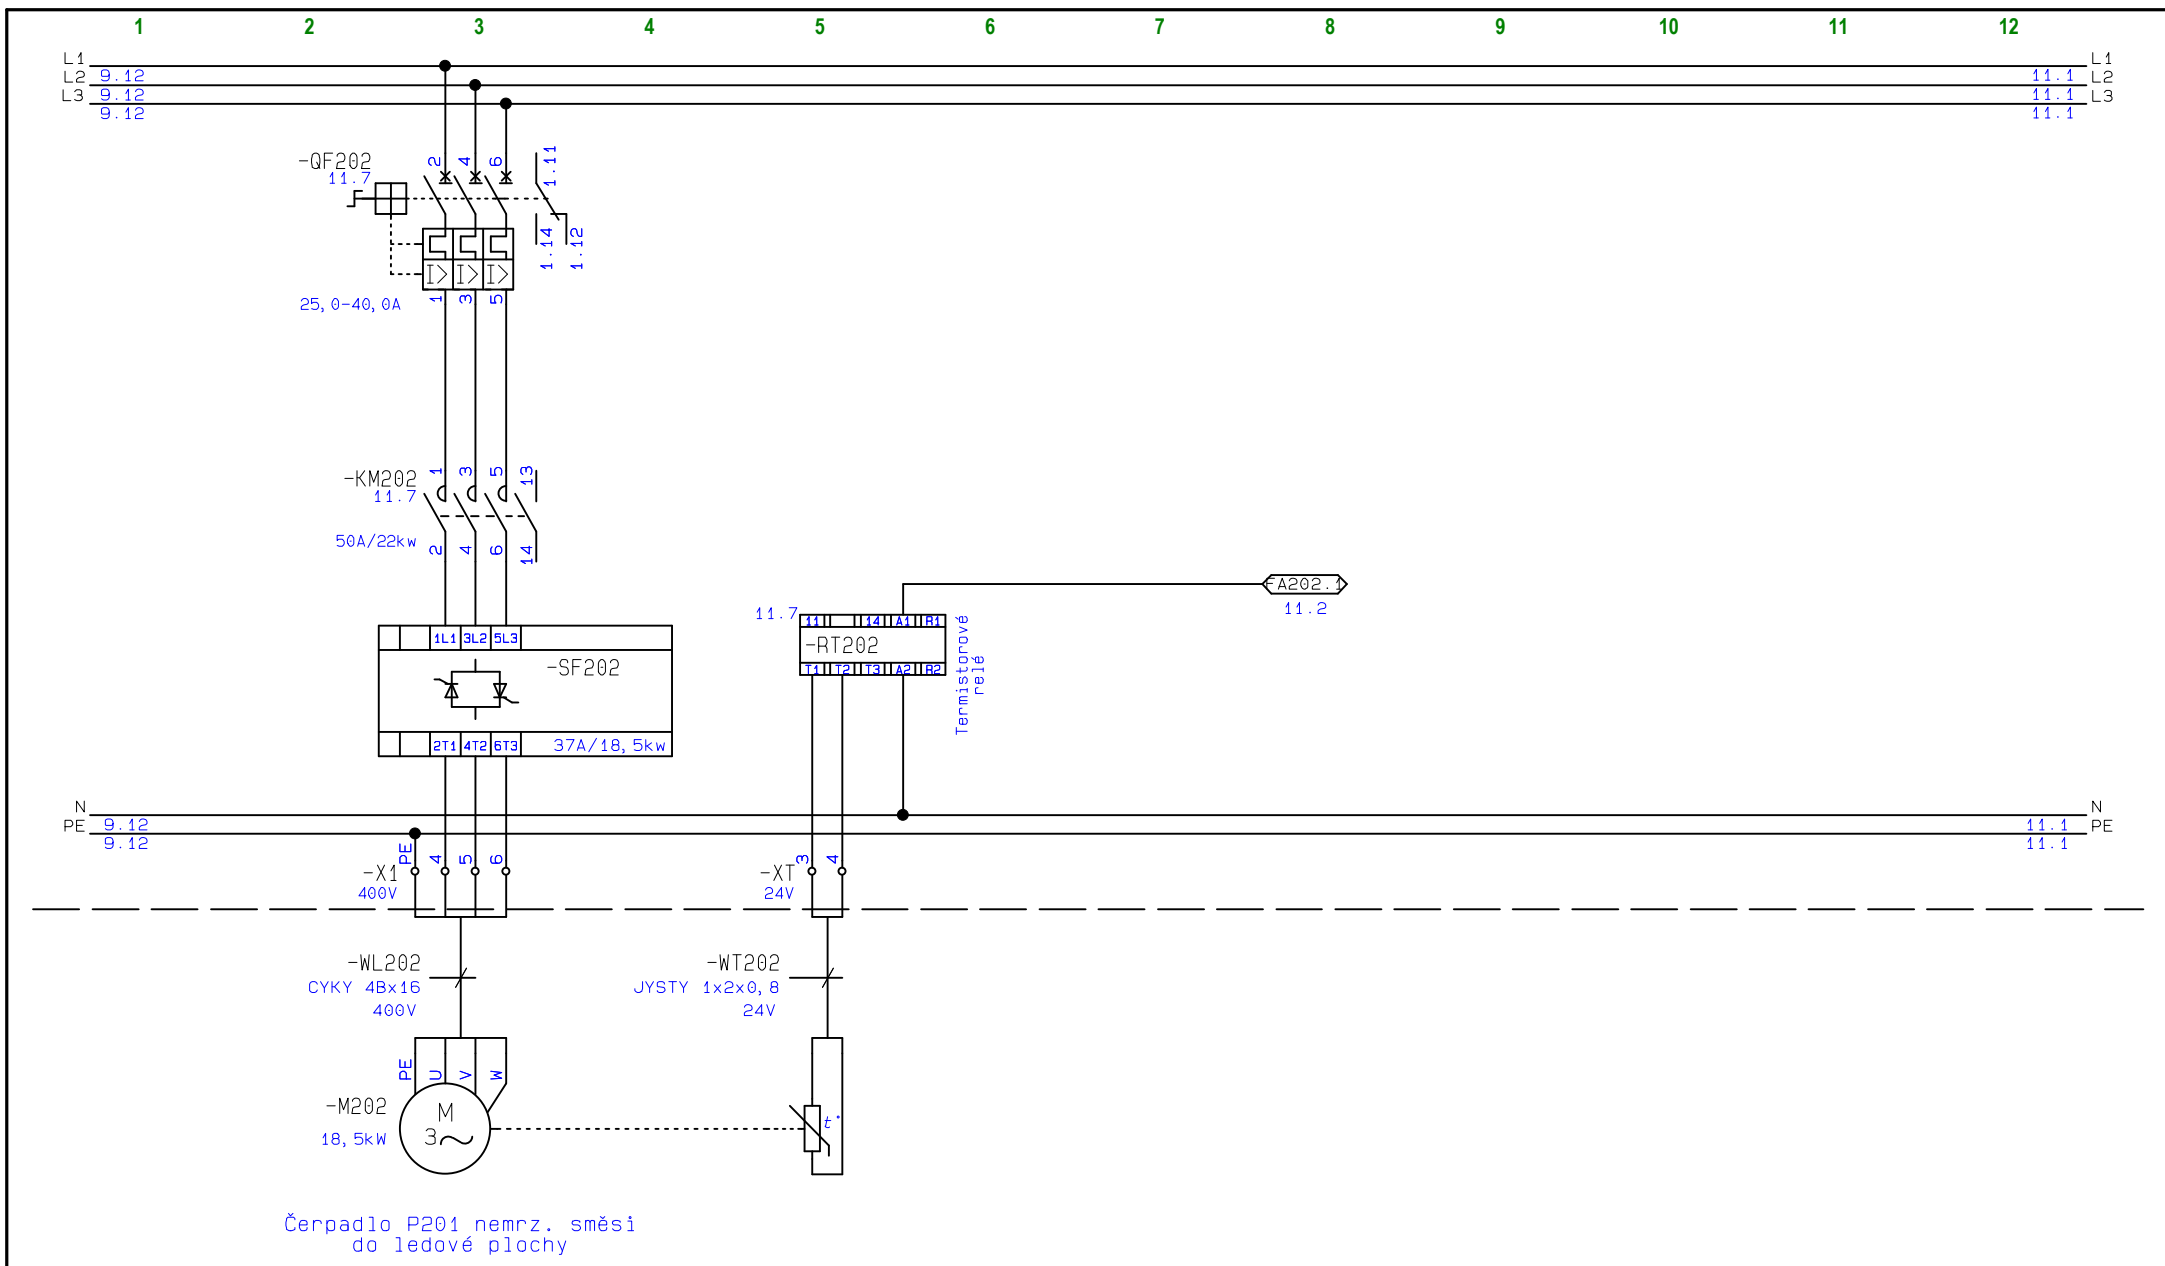 1 2 3 4 5 6 7 8 9 10 11 12
L1 L1
L2 9.12 11.1 L2
L3 9.12 11.1 L3
9.12 11.1
-QF202
11.7
2 4 6 1.11
1.14 1.12
I> I> I>
25,0-40,0A
1 3 5
-KM202
11.7
1 3 5 13
50A/22kw
2 4 6 14
FA202.1
11.2
1L1 3L2 5L3
-SF202
2T1 4T2 6T3
37A/18,5kw
11.7
11 14 A1 R1
-RT202
T1 T2 T3 A2 R2
Termistorové
relé
N N
PE 9.12 11.1 PE
9.12 11.1
-X1
400V
PE 4 5 6
-XT
24V
3 4
-WL202
CYKY 4Bx16
400V
-WT202
JYSTY 1x2x0,8
24V
PE U V W
-M202
18,5kW
M
3
t°
Čerpadlo P201 nemrz. směsi
do ledové plochy